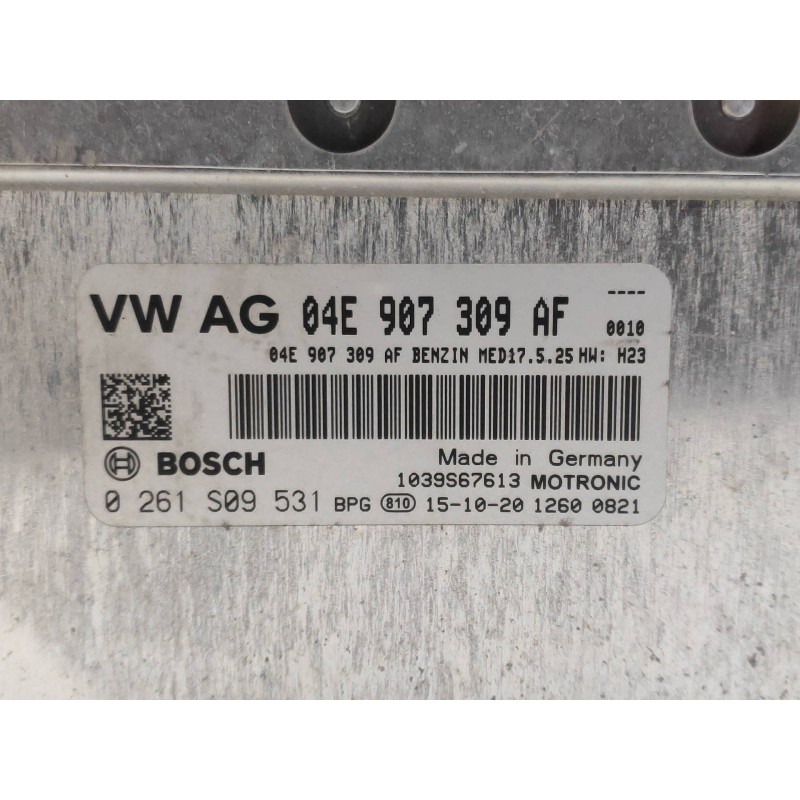 VW AG 04E 907 309 AF ----
0010
04E 907 309 AF BENZIN MED17.5.25 HW: H23
BOSCH Made in Germany
1039S67613 MOTRONIC
0 261 S09 531 BPG 810 15-10-20 1260 0821